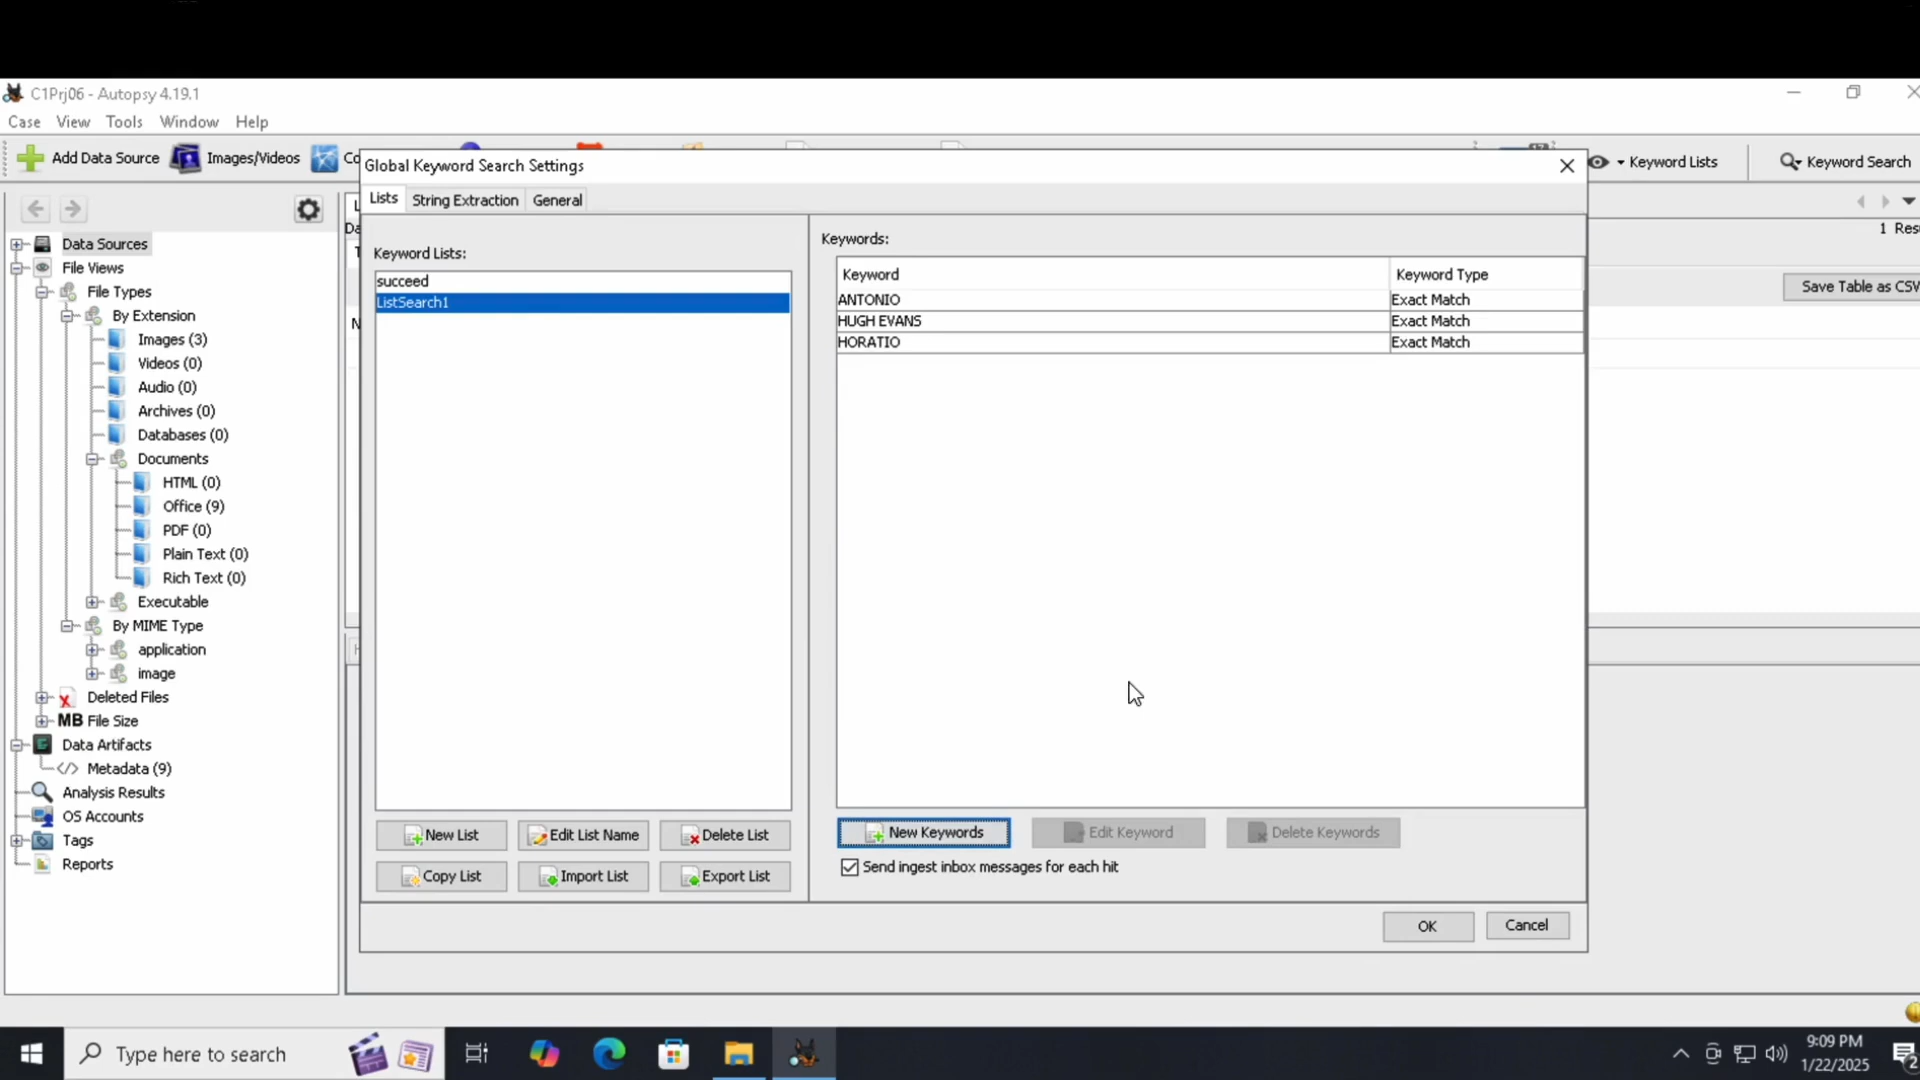 C1Prj06 - Autopsy 4.19.1
Case View Tools Window Help
Add Data Source Images/Videos Co Keyword Lists Keyword Search
Global Keyword Search Settings
Lists String Extraction General
1 Res
Save Table as CSV
Data Sources
File Views
File Types
By Extension
Images (3)
Videos (0)
Audio (0)
Archives (0)
Databases (0)
Documents
HTML (0)
Office (9)
PDF (0)
Plain Text (0)
Rich Text (0)
Executable
By MIME Type
application
image
Deleted Files
MB File Size
Data Artifacts
Metadata (9)
Analysis Results
OS Accounts
Tags
Reports
Keyword Lists:
succeed
ListSearch1
New List Edit List Name Delete List
Copy List Import List Export List
Keywords:
Keyword Keyword Type
ANTONIO Exact Match
HUGH EVANS Exact Match
HORATIO Exact Match
New Keywords Edit Keyword Delete Keywords
Send ingest inbox messages for each hit
OK Cancel
Type here to search
9:09 PM
1/22/2025
2